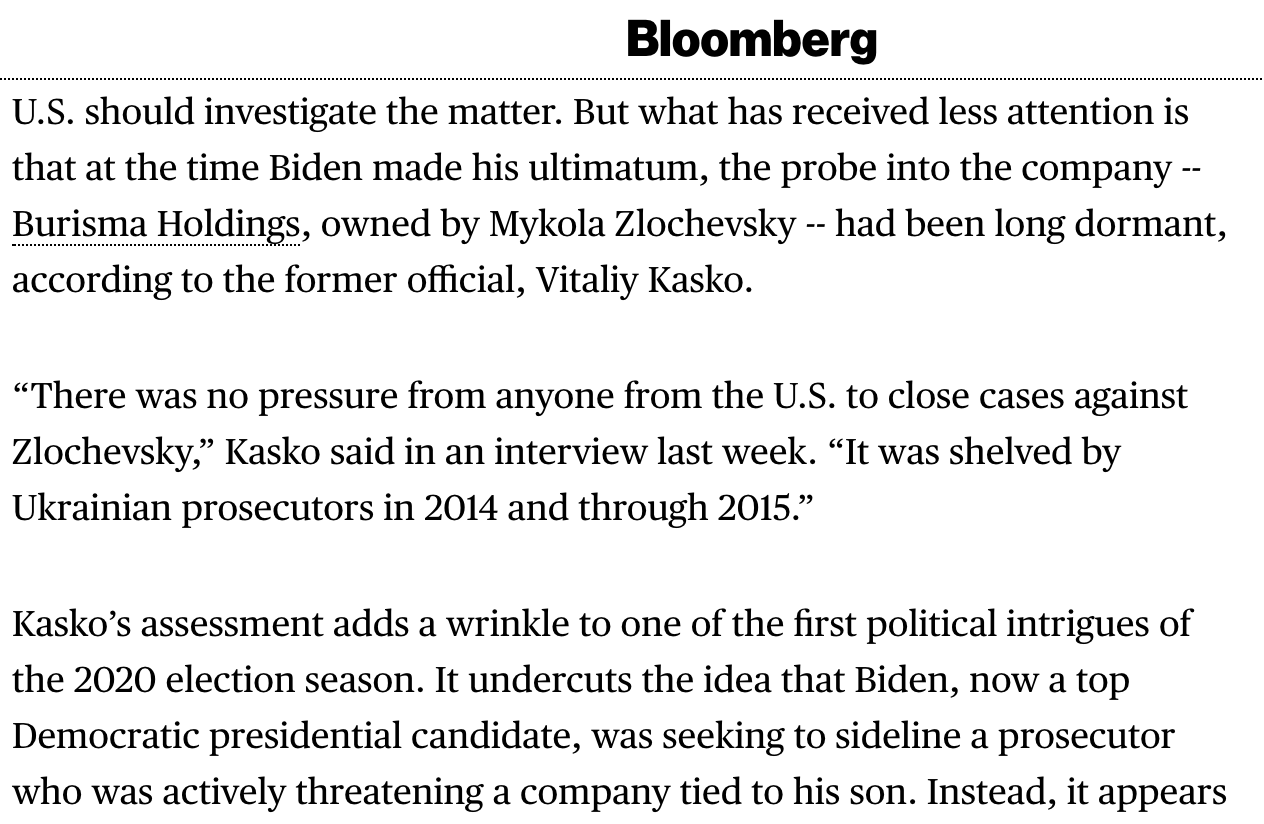 Bloomberg
U.S. should investigate the matter. But what has received less attention is
that at the time Biden made his ultimatum, the probe into the company --
Burisma Holdings, owned by Mykola Zlochevsky -- had been long dormant,
according to the former official, Vitaliy Kasko.
“There was no pressure from anyone from the U.S. to close cases against
Zlochevsky,” Kasko said in an interview last week. “It was shelved by
Ukrainian prosecutors in 2014 and through 2015.”
Kasko’s assessment adds a wrinkle to one of the first political intrigues of
the 2020 election season. It undercuts the idea that Biden, now a top
Democratic presidential candidate, was seeking to sideline a prosecutor
who was actively threatening a company tied to his son. Instead, it appears